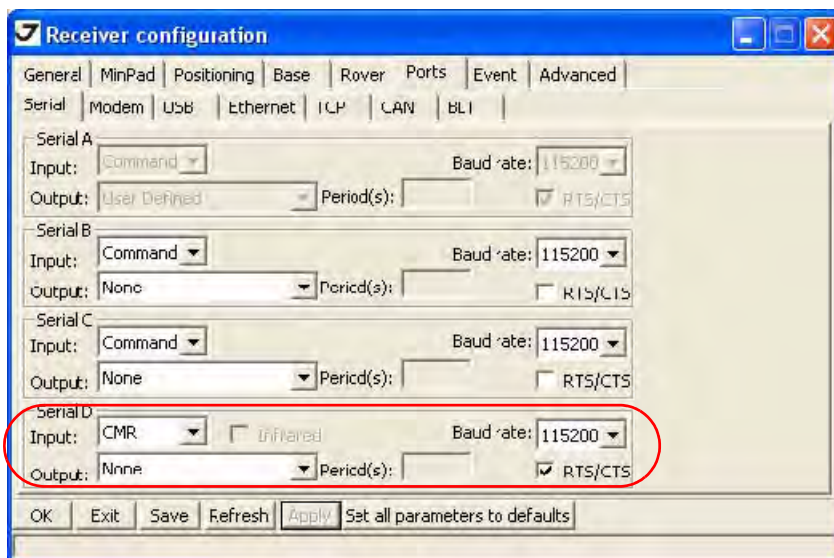 Receiver configuration
General MinPad Positioning Base Rover Ports Event Advanced
Serial Modem USB Ethernet TCP CAN BLT
Serial A
Input: Command Baud rate: 115200
Output: User Defined Period(s): RTS/CTS
Serial B
Input: Command Baud rate: 115200
Output: None Period(s): RTS/CTS
Serial C
Input: Command Baud rate: 115200
Output: None Period(s): RTS/CTS
Serial D
Input: CMR Infrared Baud rate: 115200
Output: None Period(s): RTS/CTS
OK Exit Save Refresh Apply Set all parameters to defaults